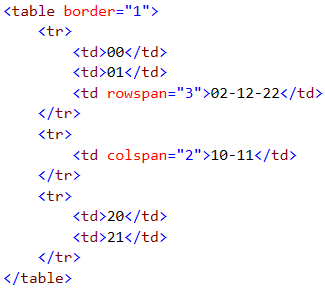 <table border="1">
    <tr>
        <td>00</td>
        <td>01</td>
        <td rowspan="3">02-12-22</td>
    </tr>
    <tr>
        <td colspan="2">10-11</td>
    </tr>
    <tr>
        <td>20</td>
        <td>21</td>
    </tr>
</table>